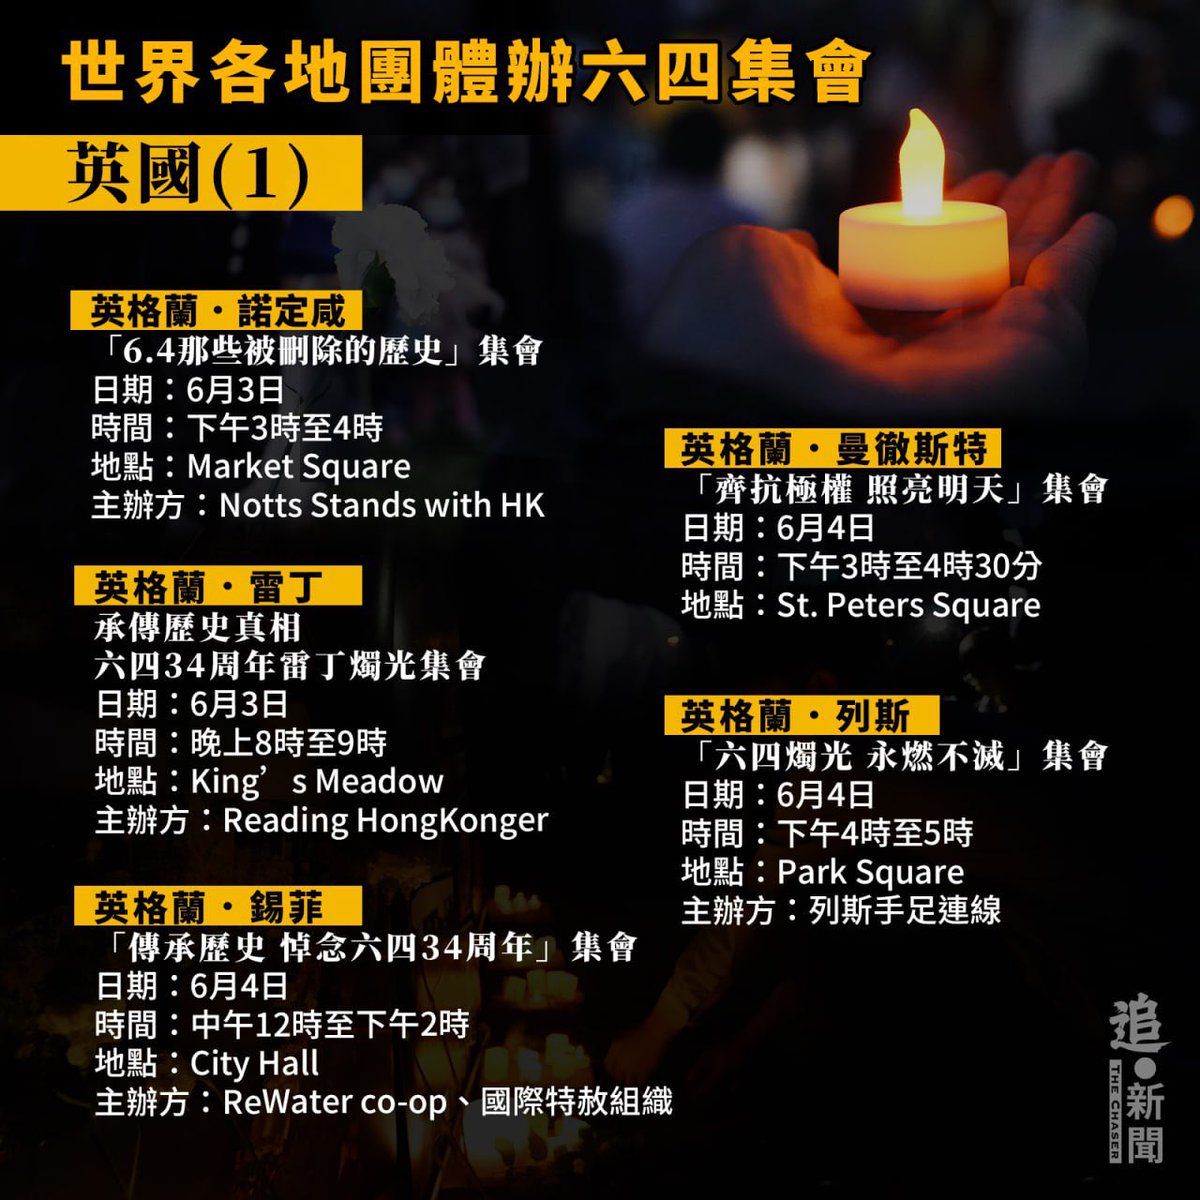 世界各地團體辦六四集會
英國(1)
英格蘭・諾定咸
「6.4那些被刪除的歷史」集會
日期：6月3日
時間：下午3時至4時
地點：Market Square
主辦方：Notts Stands with HK
英格蘭・雷丁
承傳歷史真相
六四34周年雷丁燭光集會
日期：6月3日
時間：晚上8時至9時
地點：King’s Meadow
主辦方：Reading HongKonger
英格蘭・錫菲
「傳承歷史 悼念六四34周年」集會
日期：6月4日
時間：中午12時至下午2時
地點：City Hall
主辦方：ReWater co-op、國際特赦組織
英格蘭・曼徹斯特
「齊抗極權 照亮明天」集會
日期：6月4日
時間：下午3時至4時30分
地點：St. Peters Square
英格蘭・列斯
「六四燭光 永燃不滅」集會
日期：6月4日
時間：下午4時至5時
地點：Park Square
主辦方：列斯手足連線
追・新聞
THE CHASER